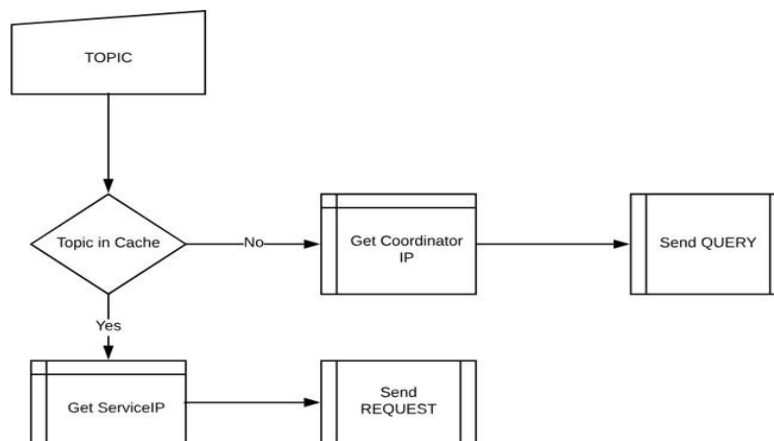 TOPIC
Topic in Cache
No
Get Coordinator
IP
Send QUERY
Yes
Get ServiceIP
Send
REQUEST